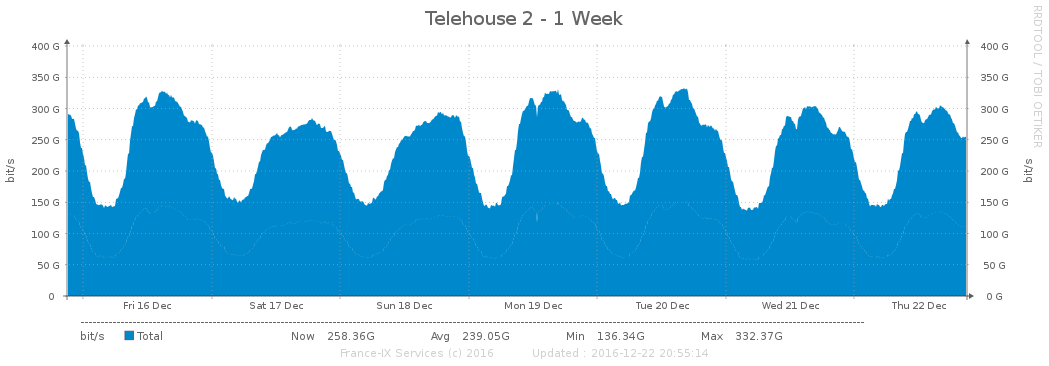 Telehouse 2 - 1 Week
RRDTOOL / TOBI OETIKER
400 G 400 G
350 G 350 G
300 G 300 G
250 G 250 G
200 G 200 G
150 G 150 G
100 G 100 G
50 G 50 G
0 0 G
bit/s bit/s
Fri 16 Dec Sat 17 Dec Sun 18 Dec Mon 19 Dec Tue 20 Dec Wed 21 Dec Thu 22 Dec
bit/s Total Now 258.36G Avg 239.05G Min 136.34G Max 332.37G
France-IX Services (c) 2016 Updated : 2016-12-22 20:55:14